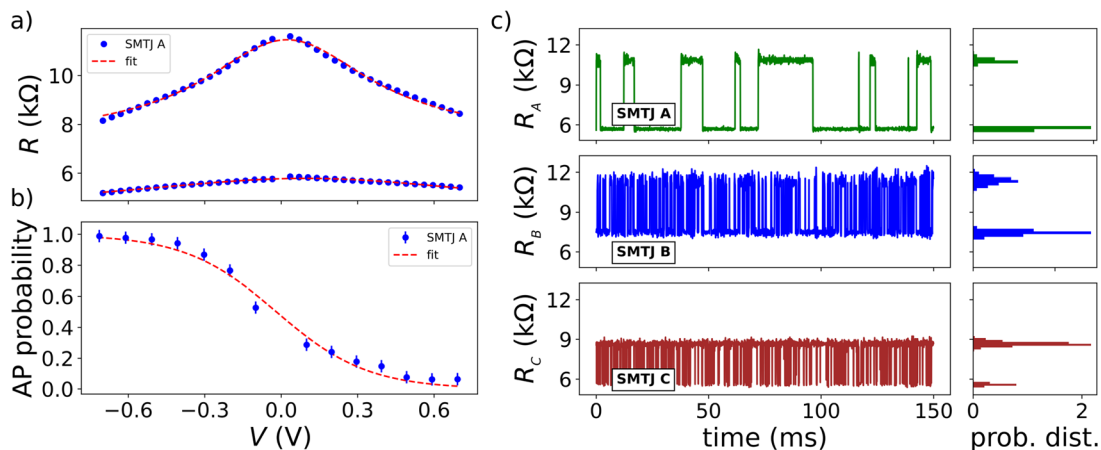 a)
R (kΩ)
10
8
6
SMTJ A
fit
b)
AP probability
1.0
0.8
0.6
0.4
0.2
0.0
SMTJ A
fit
−0.6
−0.3
0.0
0.3
0.6
V (V)
c)
R_A (kΩ)
12
9
6
SMTJ A
R_B (kΩ)
12
9
6
SMTJ B
R_C (kΩ)
12
9
6
SMTJ C
0
50
100
150
time (ms)
0
2
prob. dist.